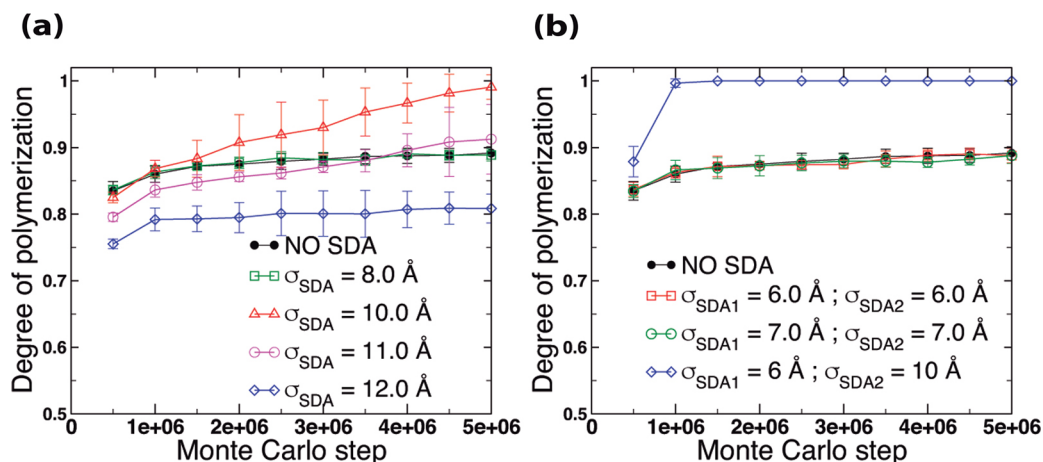 (a)
Degree of polymerization
1
0.9
0.8
0.7
0.6
0.5
NO SDA
σSDA = 8.0 Å
σSDA = 10.0 Å
σSDA = 11.0 Å
σSDA = 12.0 Å
0 1e+06 2e+06 3e+06 4e+06 5e+06
Monte Carlo step
(b)
Degree of polymerization
1
0.9
0.8
0.7
0.6
0.5
NO SDA
σSDA1 = 6.0 Å ; σSDA2 = 6.0 Å
σSDA1 = 7.0 Å ; σSDA2 = 7.0 Å
σSDA1 = 6 Å ; σSDA2 = 10 Å
0 1e+06 2e+06 3e+06 4e+06 5e+06
Monte Carlo step